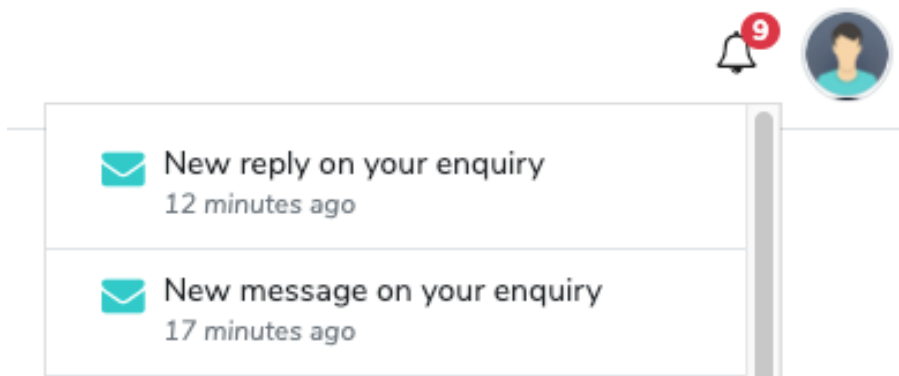 9
New reply on your enquiry
12 minutes ago
New message on your enquiry
17 minutes ago